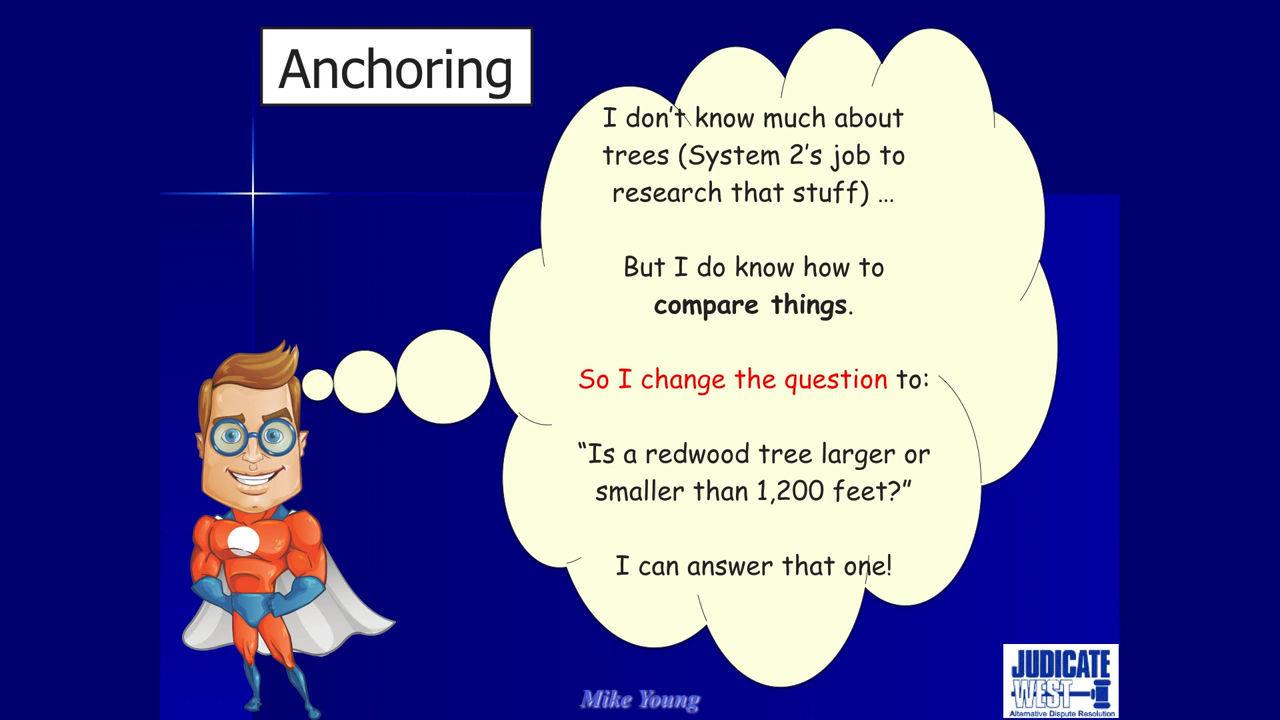 Anchoring
I don't know much about
trees (System 2's job to
research that stuff) ...
But I do know how to
compare things.
So I change the question to:
“Is a redwood tree larger or
smaller than 1,200 feet?”
I can answer that one!
Mike Young
JUDICATE
WEST
Alternative Dispute Resolution